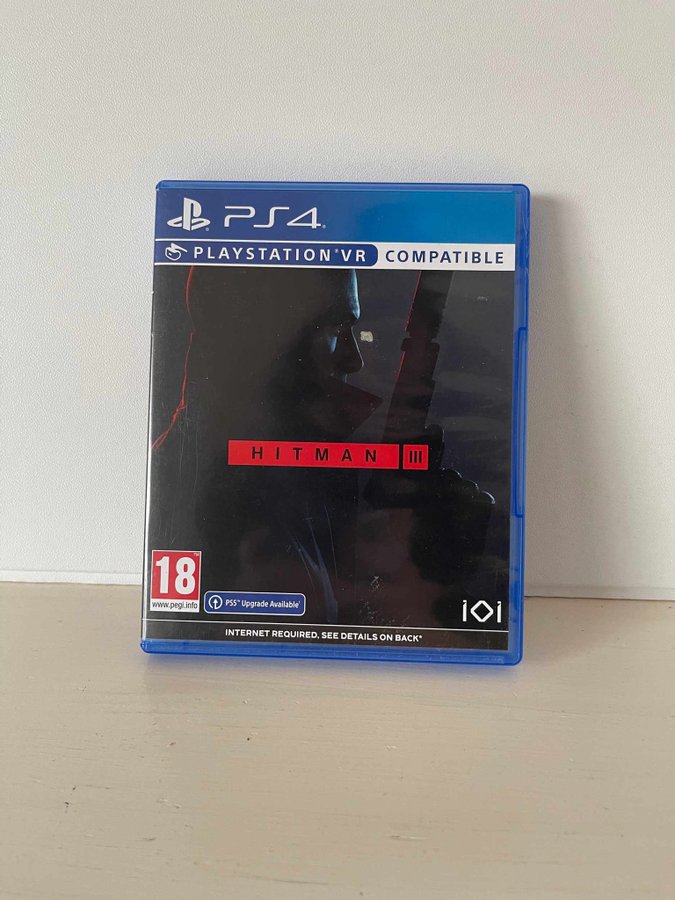 PS4
PLAYSTATION®VR COMPATIBLE
HITMAN III
18
www.pegi.info
PS5™ Upgrade Available*
IOI
INTERNET REQUIRED. SEE DETAILS ON BACK*